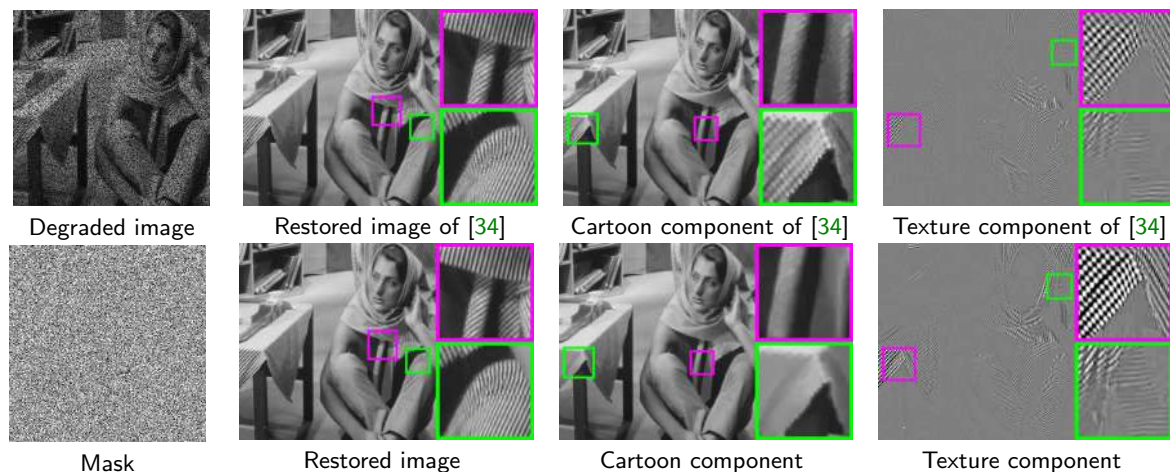 Degraded image
Restored image of [34]
Cartoon component of [34]
Texture component of [34]
Mask
Restored image
Cartoon component
Texture component